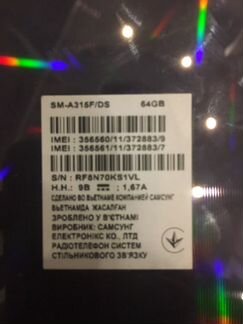 SM-A315F/DS 64GB
IMEI : 356560/11/372883/9
IMEI : 356561/11/372883/7
S/N : RF8N70KS1VL
H.H.: 9В ⎓ ; 1,67A
СДЕЛАНО ВО ВЬЕТНАМЕ КОМПАНИЕЙ САМСУНГ
ВЬЕТНАМДА ЖАСАЛҒАН
ЗРОБЛЕНО У В'ЄТНАМІ
ВИРОБНИК: САМСУНГ
ЕЛЕКТРОНІКС КО., ЛТД
РАДІОТЕЛЕФОН СИСТЕМ
СТІЛЬНИКОВОГО ЗВ'ЯЗКУ